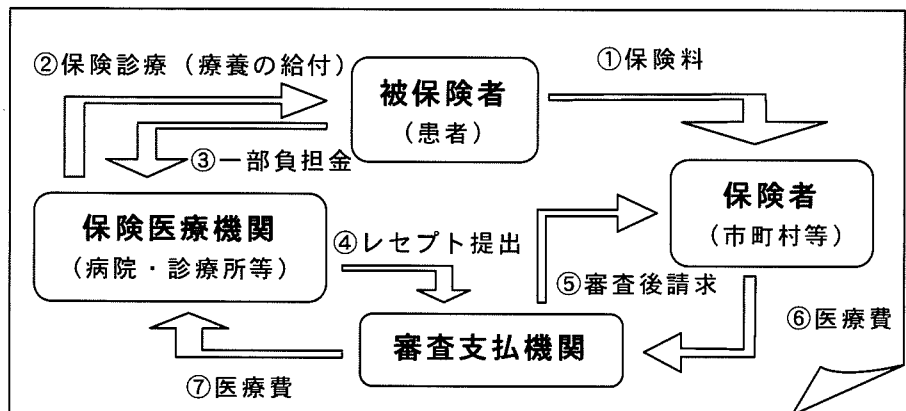 ②保険診療（療養の給付）
①保険料
被保険者
（患者）
③一部負担金
保険者
（市町村等）
保険医療機関
（病院・診療所等）
④レセプト提出
⑤審査後請求
⑥医療費
審査支払機関
⑦医療費